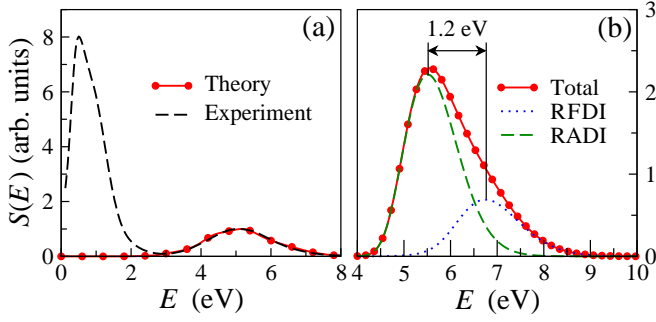 S(E) (arb. units)
8
6
4
2
0
(a)
Theory
Experiment
0 2 4 6 8
E (eV)
1.2 eV
(b)
Total
RFDI
RADI
3
2
1
0
4 5 6 7 8 9 10
E (eV)